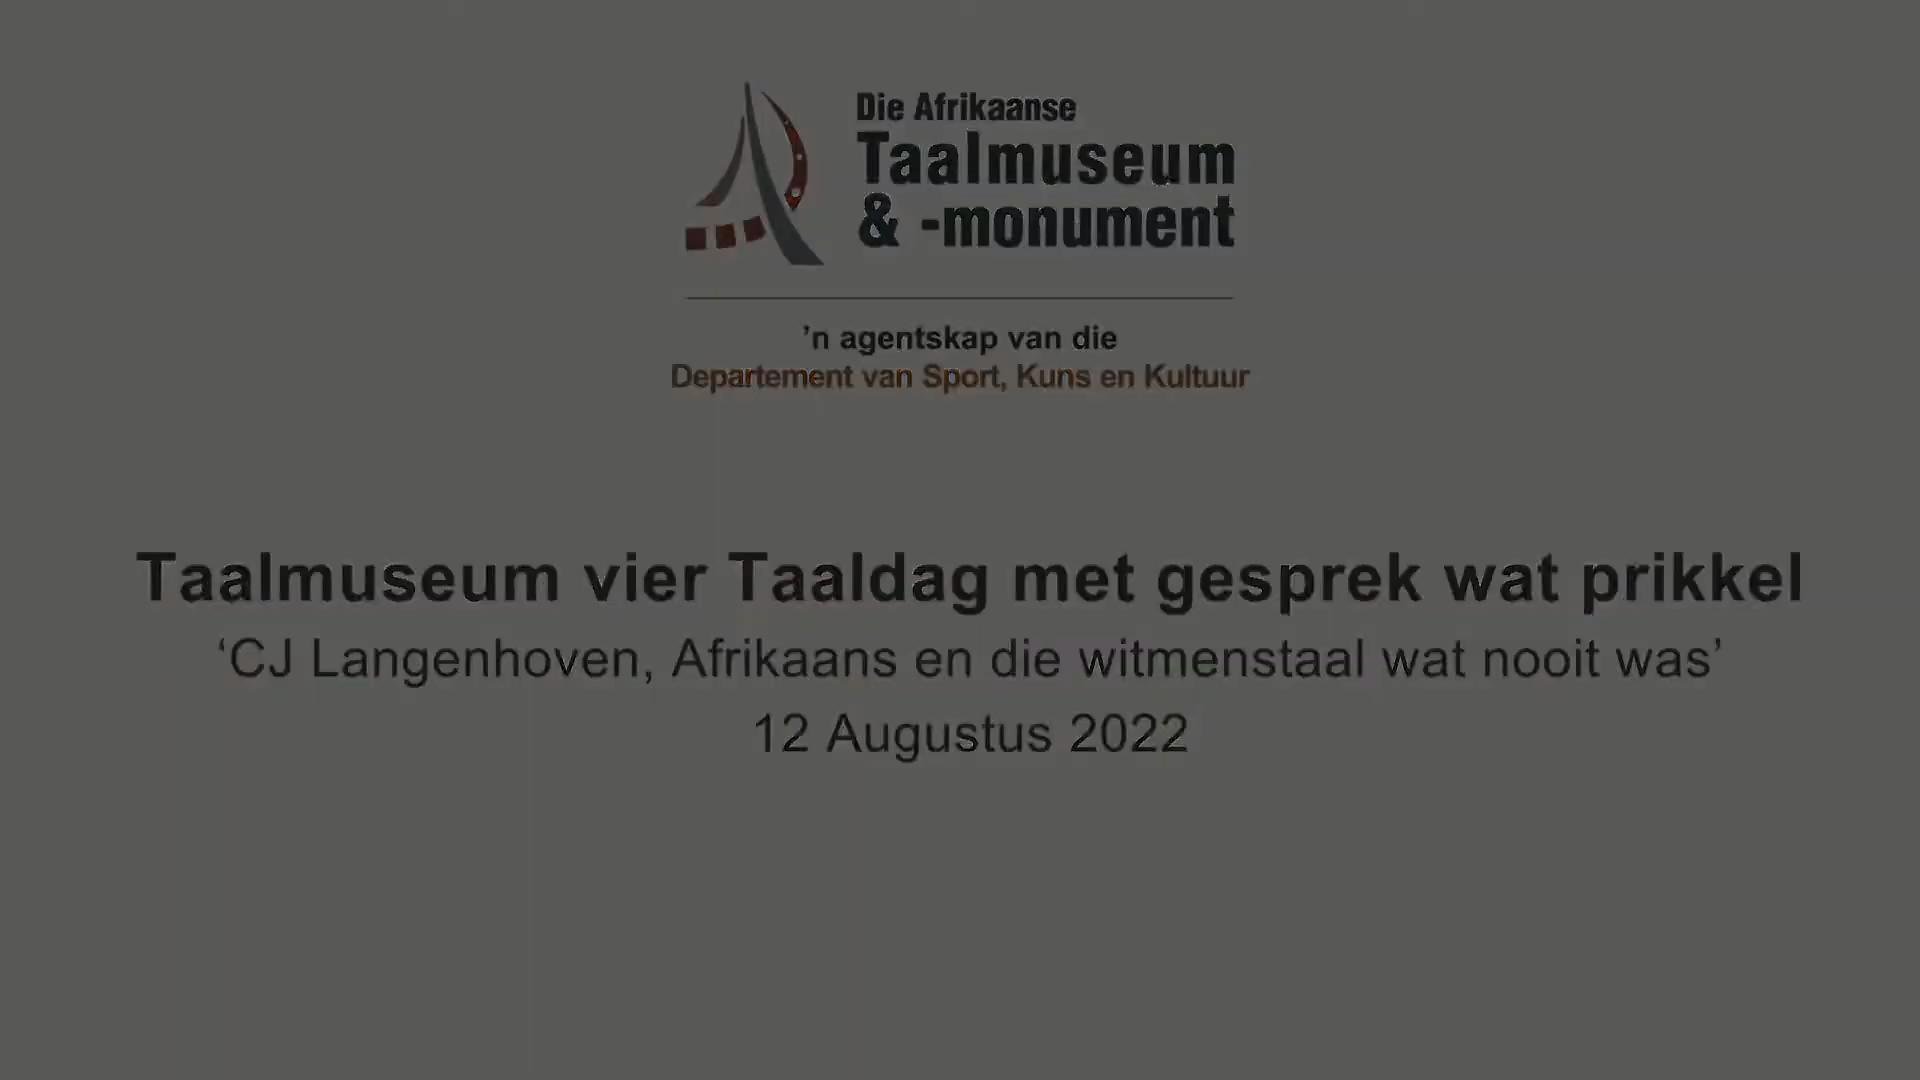 Die Afrikaanse
Taalmuseum
& -monument
’n agentskap van die
Departement van Sport, Kuns en Kultuur
Taalmuseum vier Taaldag met gesprek wat prikkel
‘CJ Langenhoven, Afrikaans en die witmenstaal wat nooit was’
12 Augustus 2022